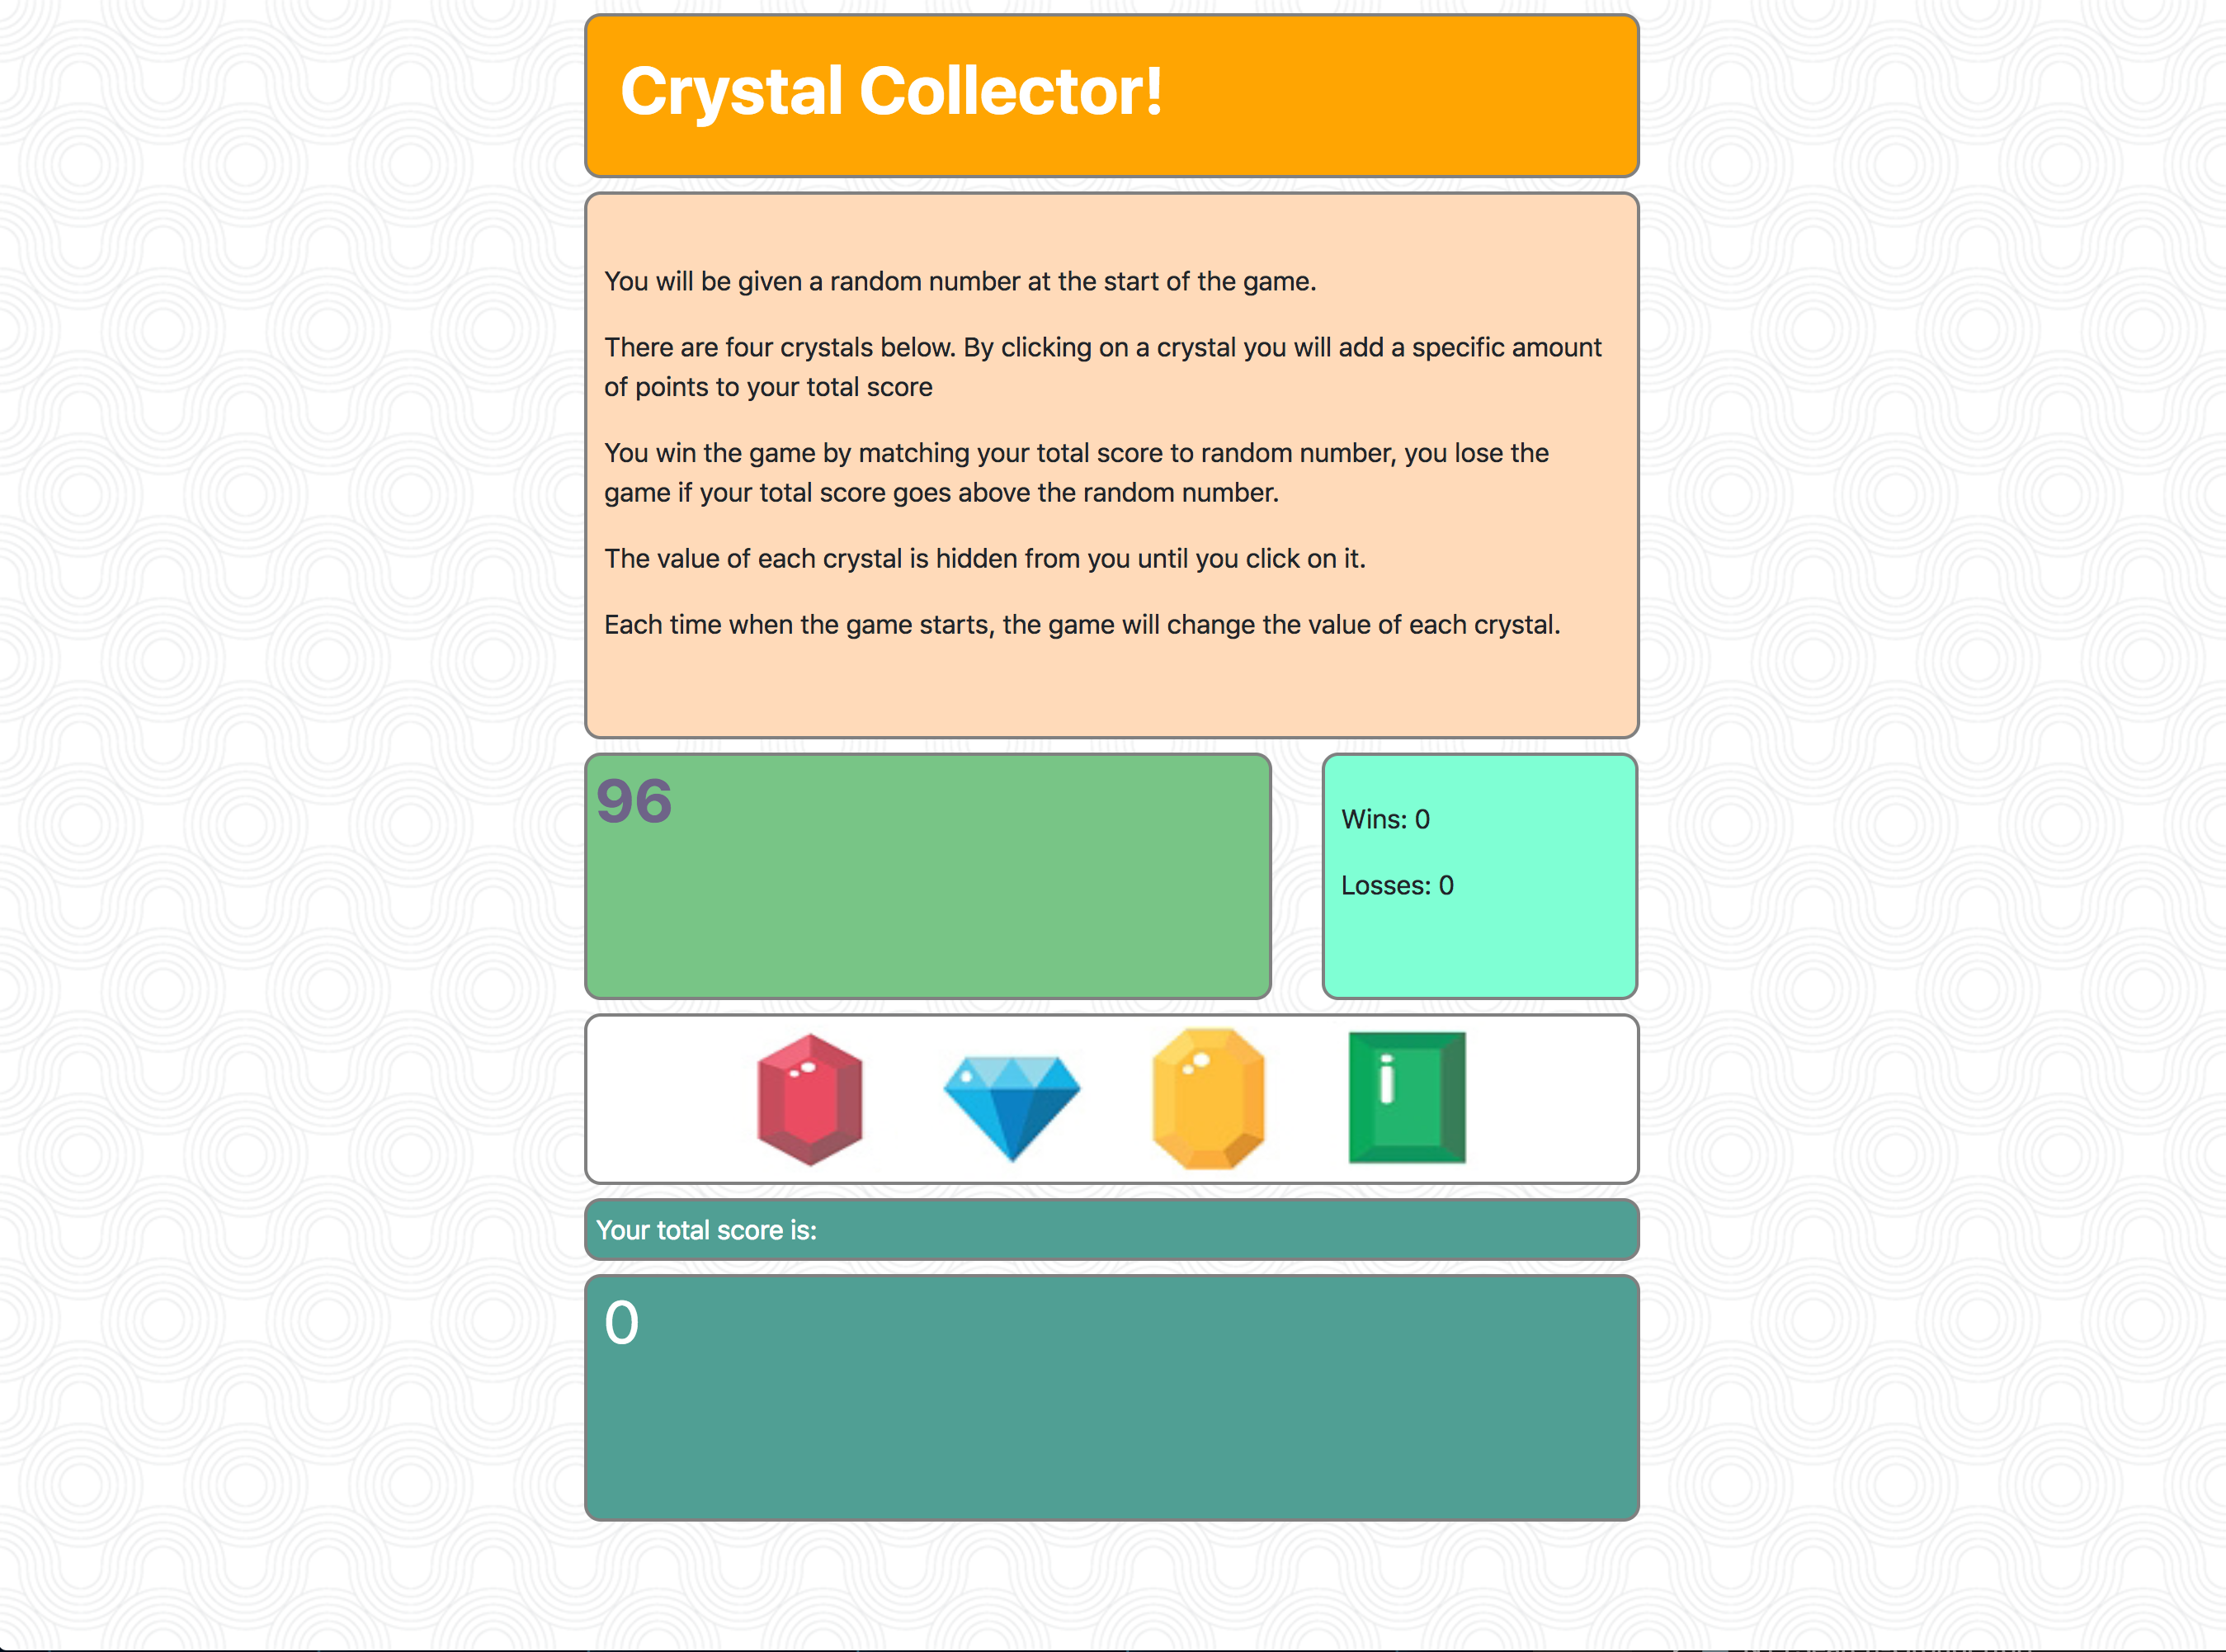 Crystal Collector!
You will be given a random number at the start of the game.
There are four crystals below. By clicking on a crystal you will add a specific amount
of points to your total score
You win the game by matching your total score to random number, you lose the
game if your total score goes above the random number.
The value of each crystal is hidden from you until you click on it.
Each time when the game starts, the game will change the value of each crystal.
96
Wins: 0
Losses: 0
Your total score is:
0